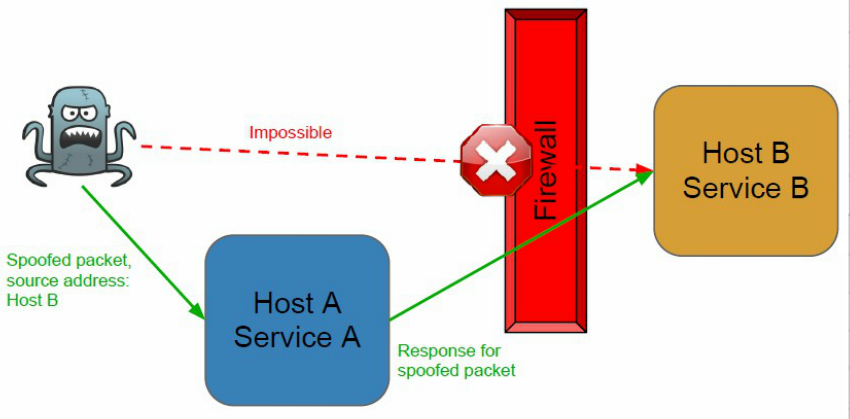 Impossible
Firewall
Host B
Service B
Spoofed packet,
source address:
Host B
Host A
Service A
Response for
spoofed packet